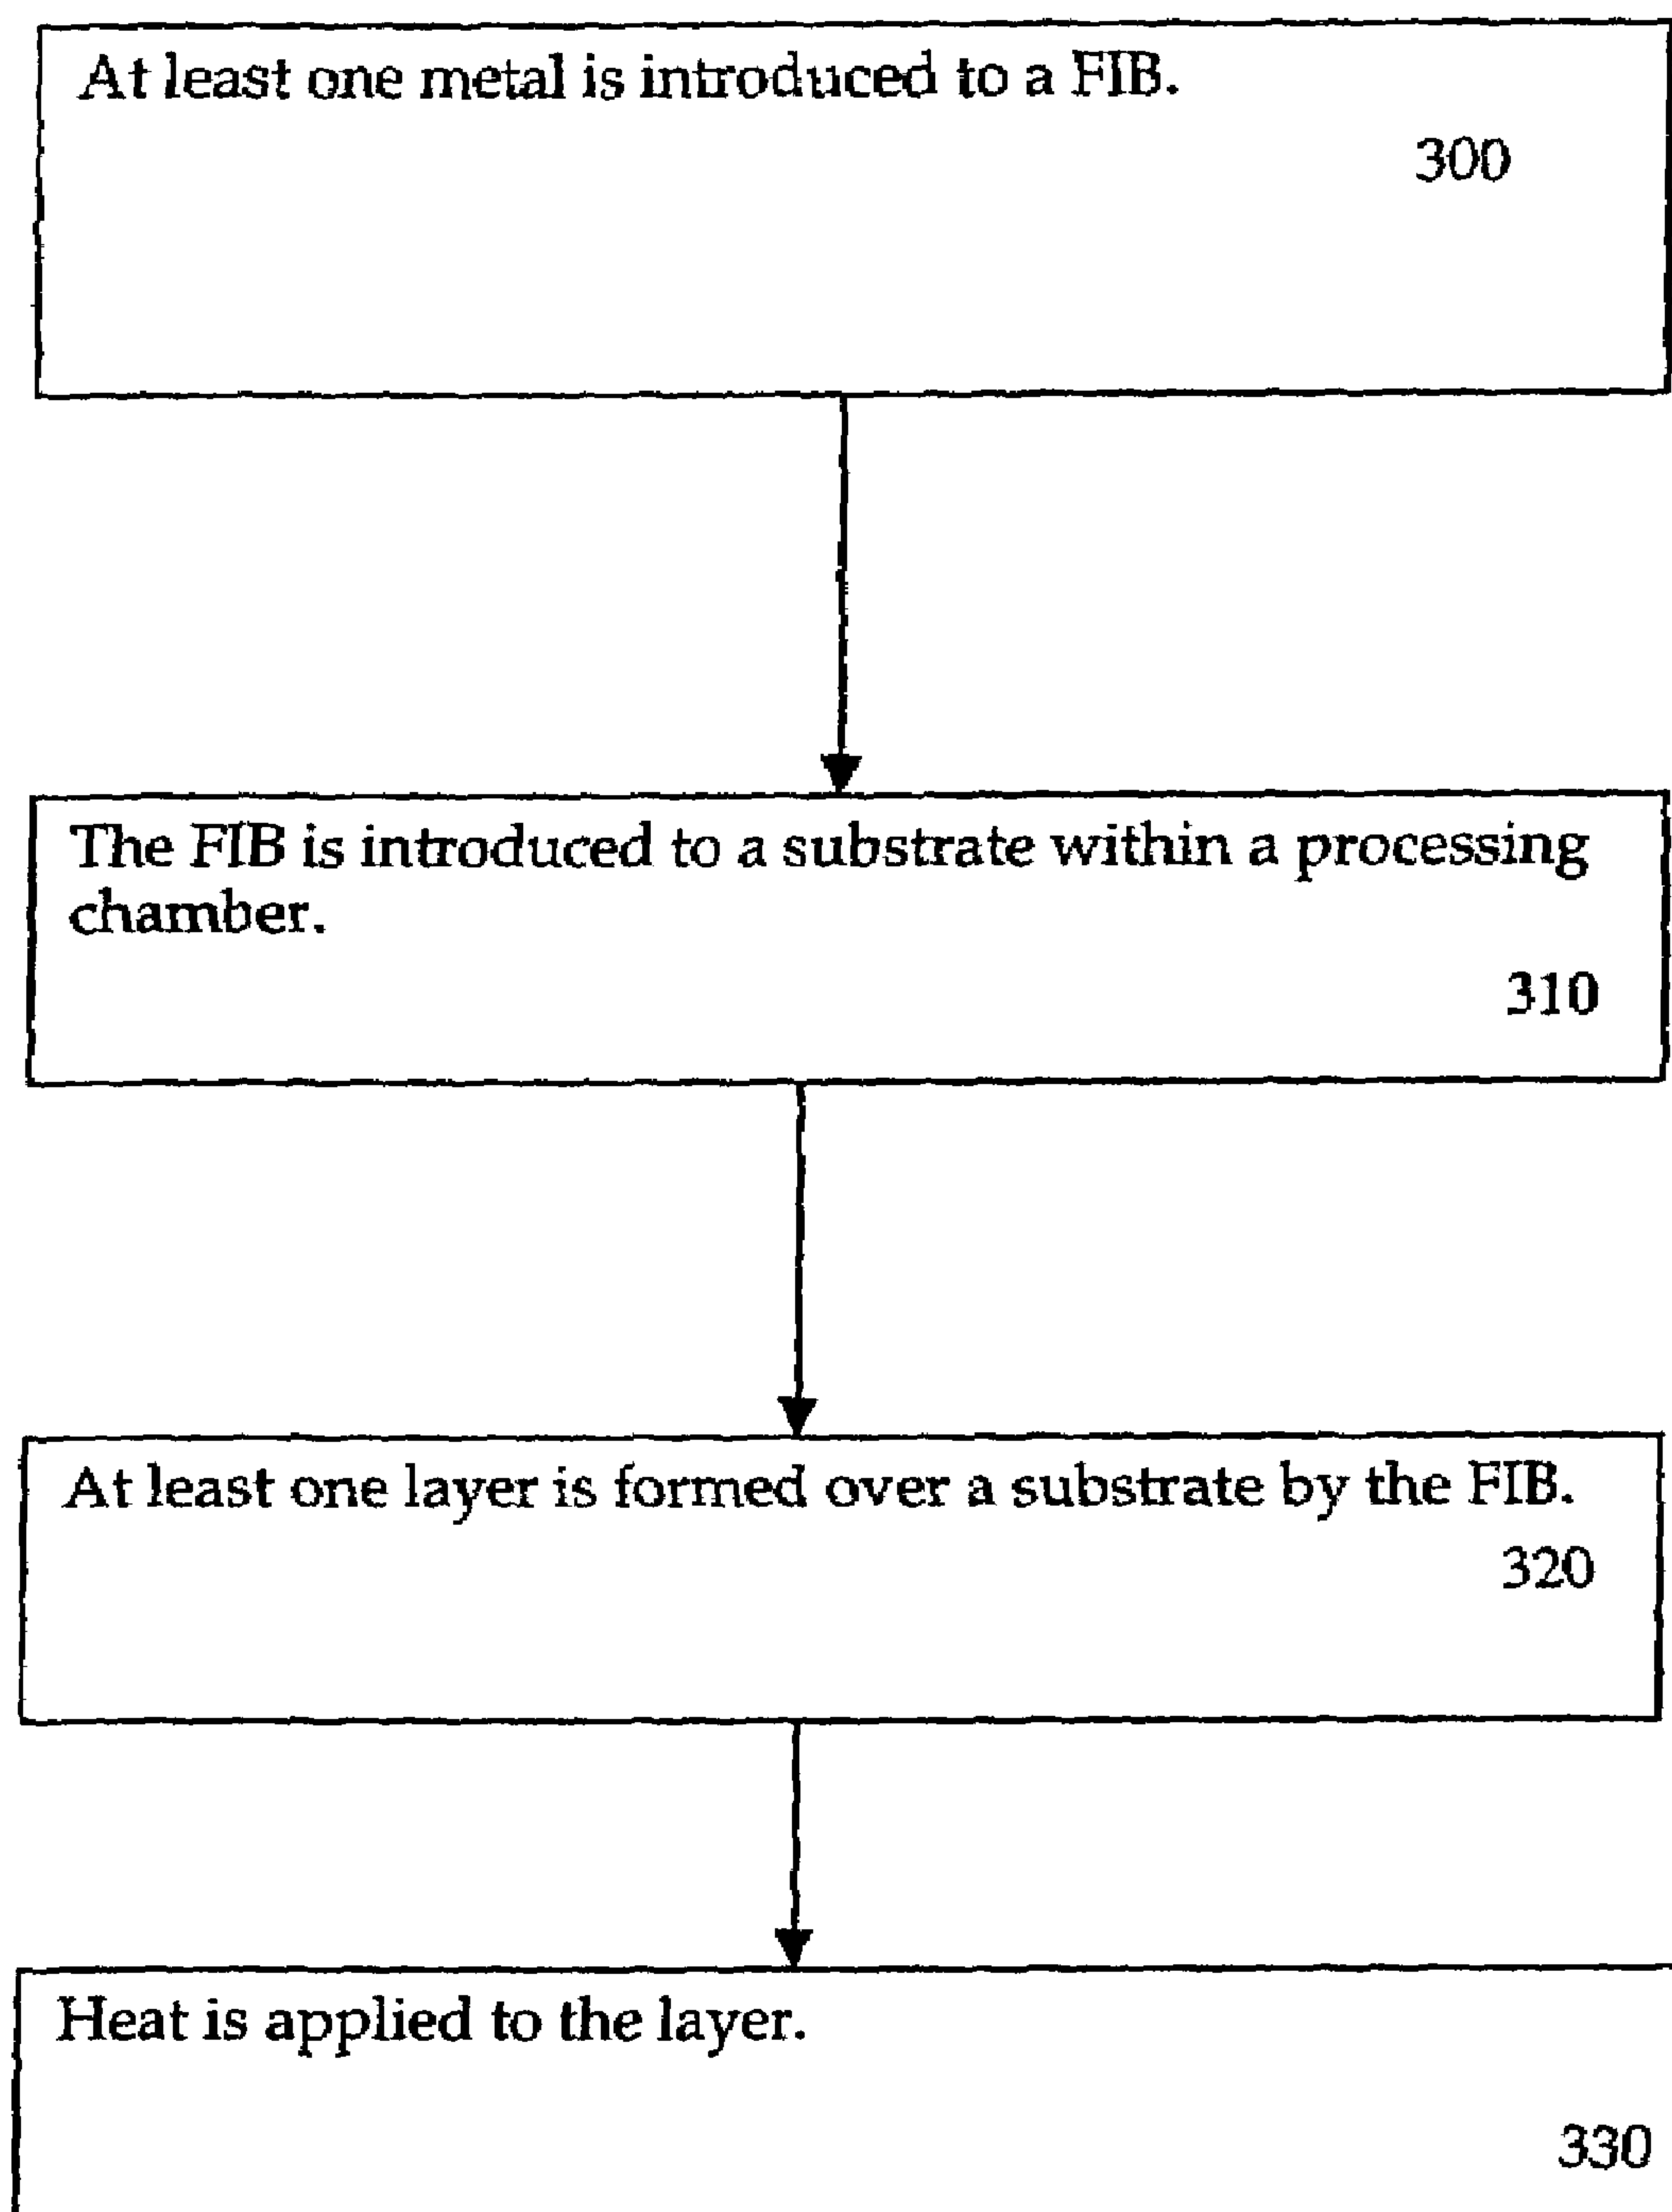 At least one metal is introduced to a FIB.
300
The FIB is introduced to a substrate within a processing
chamber.
310
At least one layer is formed over a substrate by the FIB.
320
Heat is applied to the layer.
330